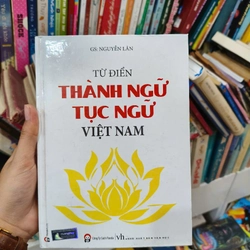 GS. NGUYỄN LÂN
TỪ ĐIỂN
THÀNH NGỮ
TỤC NGỮ
VIỆT NAM